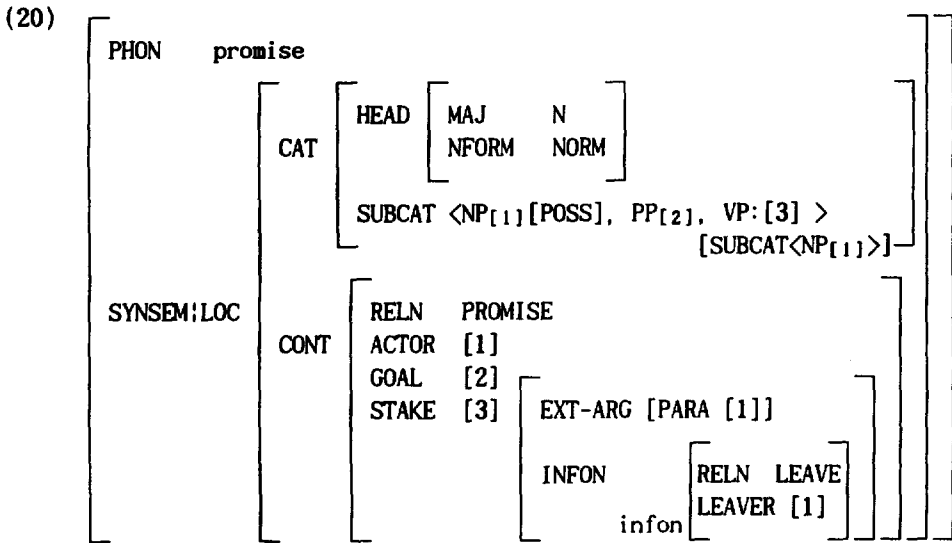 (20)
PHON promise
HEAD MAJ N
CAT NFORM NORM
SUBCAT <NP[1][POSS], PP[2], VP:[3] >
[SUBCAT<NP[1]>]
SYNSEM¦LOC RELN PROMISE
CONT ACTOR [1]
GOAL [2]
STAKE [3] EXT-ARG [PARA [1]]
INFON RELN LEAVE
infon LEAVER [1]